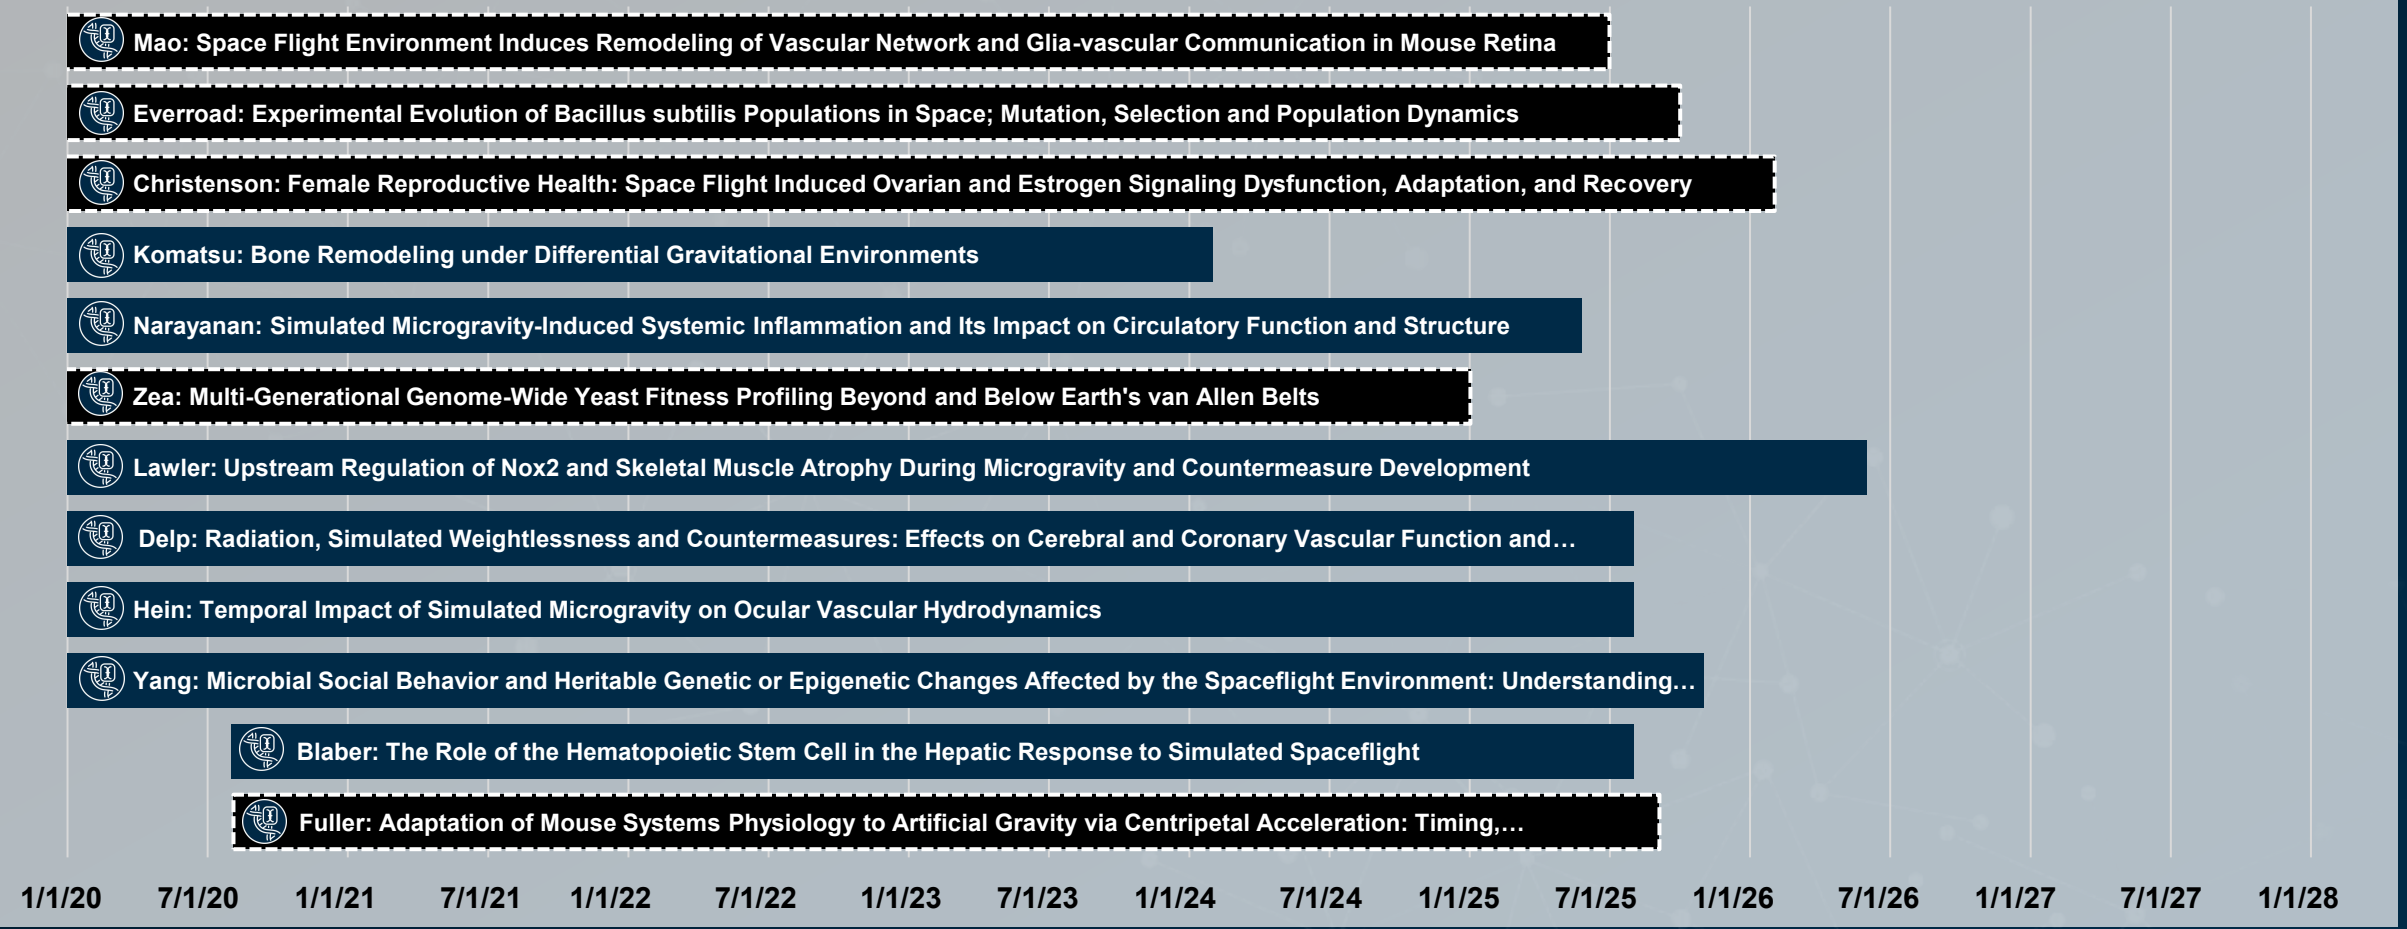 Mao: Space Flight Environment Induces Remodeling of Vascular Network and Glia-vascular Communication in Mouse Retina
Everroad: Experimental Evolution of Bacillus subtilis Populations in Space; Mutation, Selection and Population Dynamics
Christenson: Female Reproductive Health: Space Flight Induced Ovarian and Estrogen Signaling Dysfunction, Adaptation, and Recovery
Komatsu: Bone Remodeling under Differential Gravitational Environments
Narayanan: Simulated Microgravity-Induced Systemic Inflammation and Its Impact on Circulatory Function and Structure
Zea: Multi-Generational Genome-Wide Yeast Fitness Profiling Beyond and Below Earth's van Allen Belts
Lawler: Upstream Regulation of Nox2 and Skeletal Muscle Atrophy During Microgravity and Countermeasure Development
Delp: Radiation, Simulated Weightlessness and Countermeasures: Effects on Cerebral and Coronary Vascular Function and…
Hein: Temporal Impact of Simulated Microgravity on Ocular Vascular Hydrodynamics
Yang: Microbial Social Behavior and Heritable Genetic or Epigenetic Changes Affected by the Spaceflight Environment: Understanding…
Blaber: The Role of the Hematopoietic Stem Cell in the Hepatic Response to Simulated Spaceflight
Fuller: Adaptation of Mouse Systems Physiology to Artificial Gravity via Centripetal Acceleration: Timing,…
1/1/20 7/1/20 1/1/21 7/1/21 1/1/22 7/1/22 1/1/23 7/1/23 1/1/24 7/1/24 1/1/25 7/1/25 1/1/26 7/1/26 1/1/27 7/1/27 1/1/28